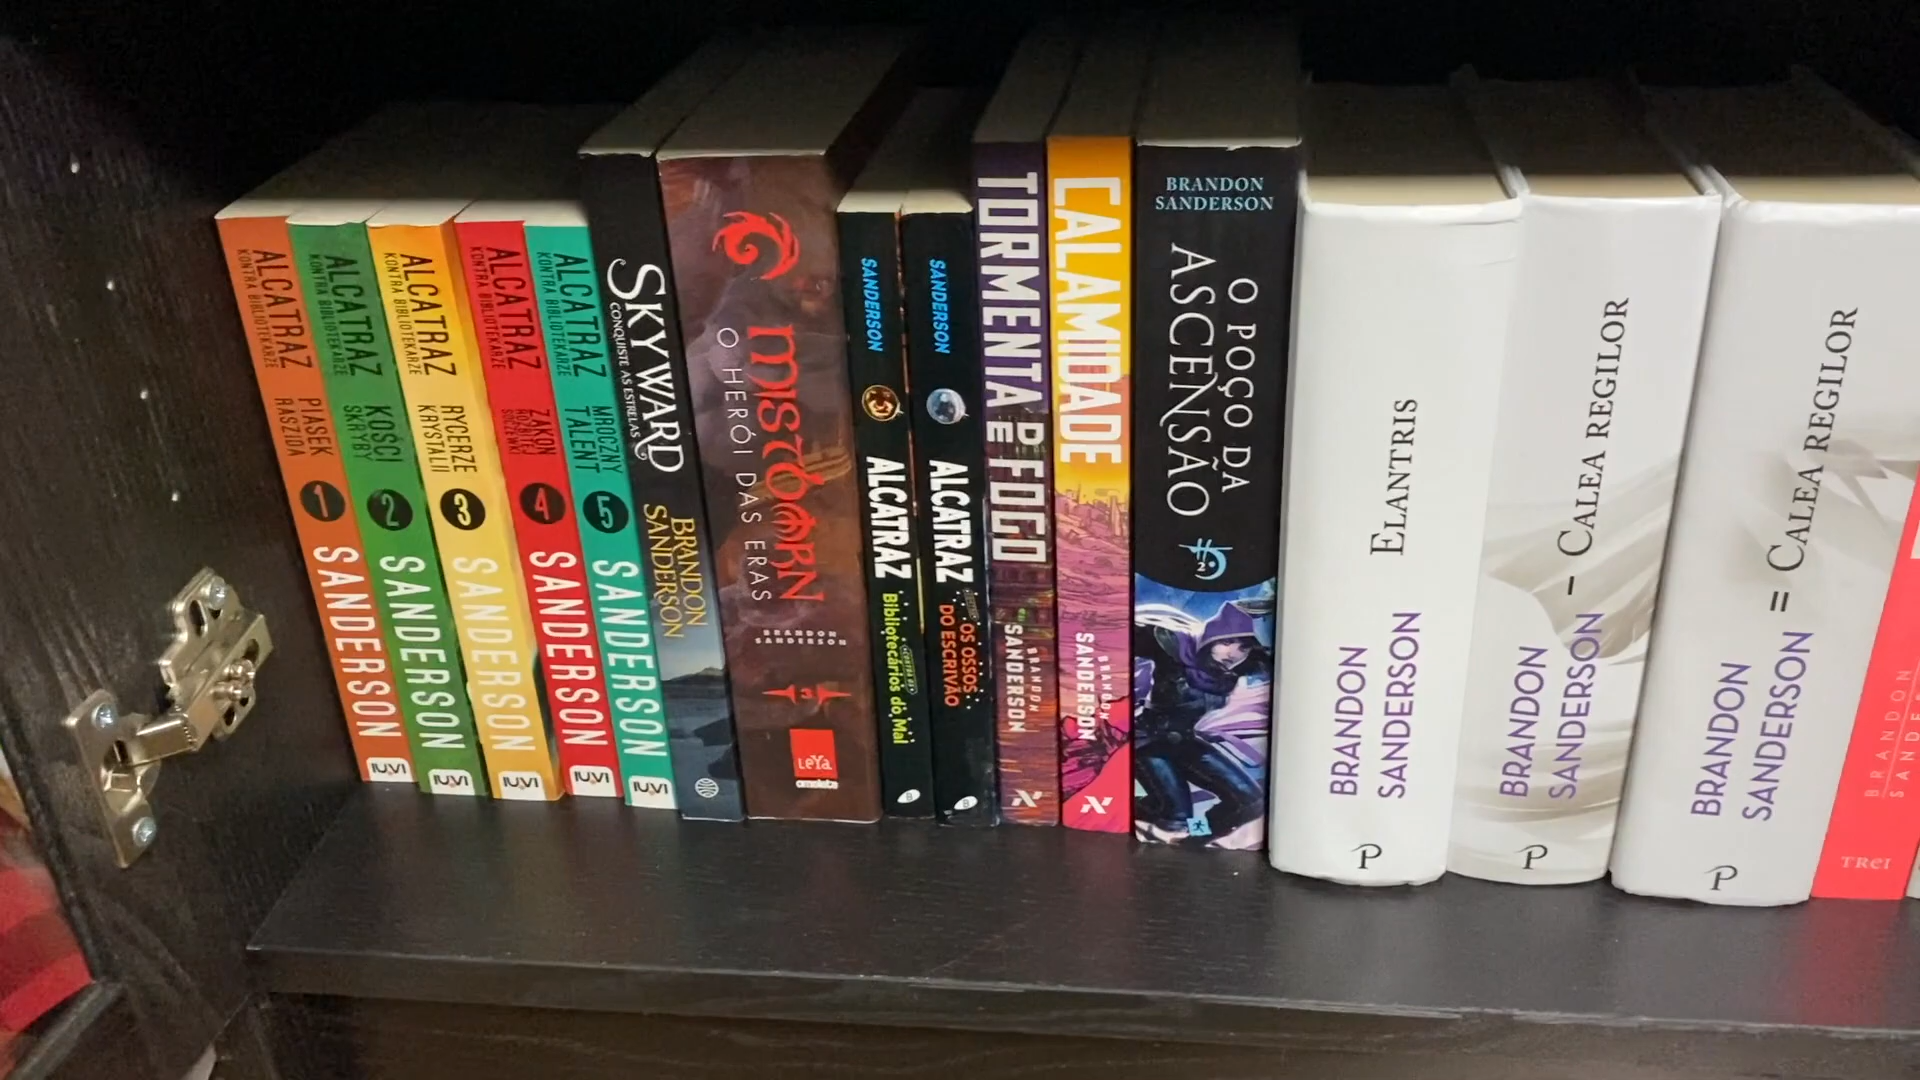 ALCATRAZ
KONTRA BIBLIOTEKARZE
PIASEK
RASZIDA
1
SANDERSON
IUVI
ALCATRAZ
KONTRA BIBLIOTEKARZE
KOŚCI
SKRYBY
2
SANDERSON
IUVI
ALCATRAZ
KONTRA BIBLIOTEKARZE
RYCERZE
KRYSTALII
3
SANDERSON
IUVI
ALCATRAZ
KONTRA BIBLIOTEKARZE
ZAKON
ROZBITEJ
SOCZEWKI
4
SANDERSON
IUVI
ALCATRAZ
KONTRA BIBLIOTEKARZE
MROCZNY
TALENT
5
SANDERSON
IUVI
SKYWARD
CONQUISTE AS ESTRELAS
BRANDON
SANDERSON
MISTBORN
O HERÓI DAS ERAS
BRANDON
SANDERSON
3
LeYa
omelete
SANDERSON
ALCATRAZ
Bibliotecários do Mal
SANDERSON
ALCATRAZ
OS OSSOS
DO ESCRIVÃO
TORMENTA
DE FOGO
BRANDON
SANDERSON
CALAMIDADE
BRANDON
SANDERSON
BRANDON
SANDERSON
O POÇO DA
ASCENSÃO
2
ELANTRIS
BRANDON
SANDERSON
P
BRANDON
SANDERSON – CALEA REGILOR
P
BRANDON
SANDERSON = CALEA REGILOR
P
BRANDON
TREI